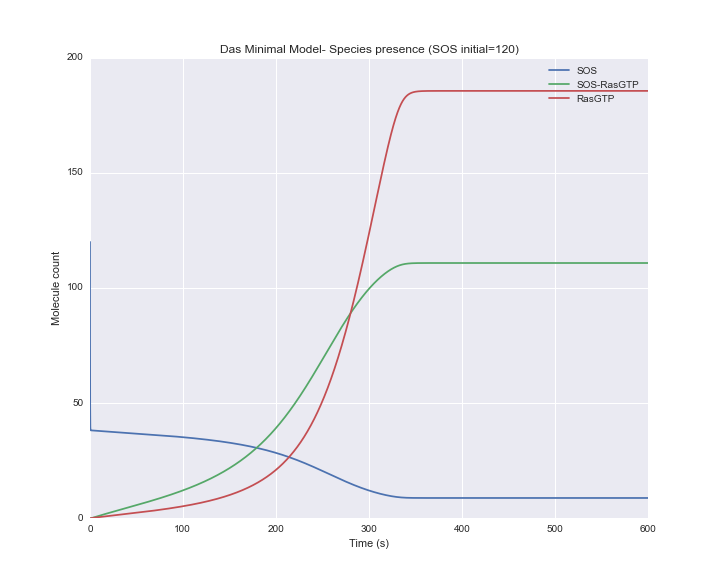 Das Minimal Model- Species presence (SOS initial=120)
200
150
100
50
0
Molecule count
SOS
SOS-RasGTP
RasGTP
0 100 200 300 400 500 600
Time (s)